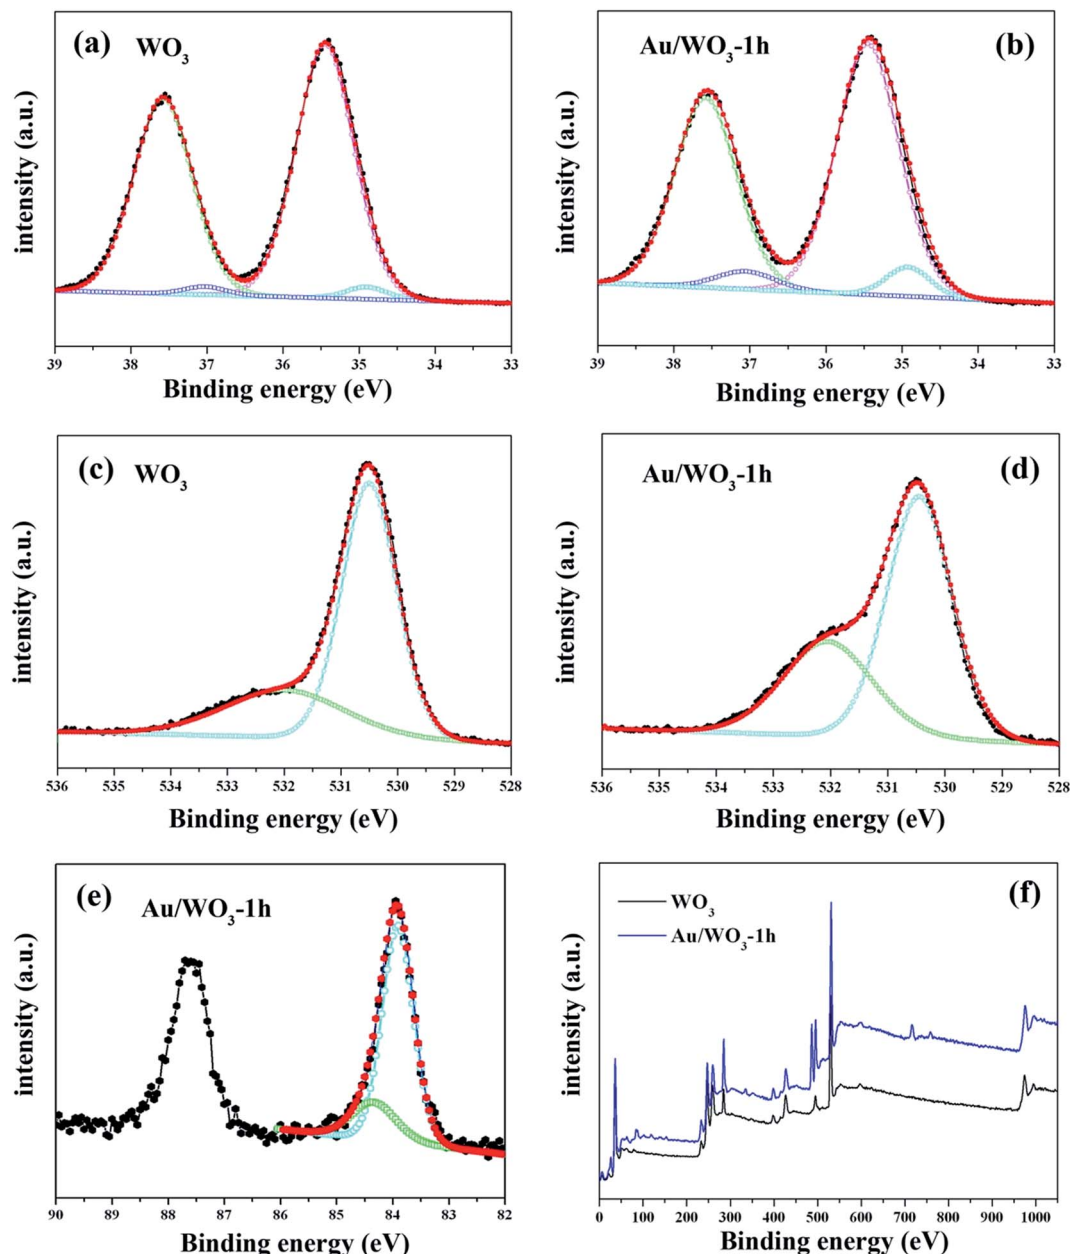 (a) WO3
intensity (a.u.)
39 38 37 36 35 34 33
Binding energy (eV)
Au/WO3-1h (b)
intensity (a.u.)
39 38 37 36 35 34 33
Binding energy (eV)
(c) WO3
intensity (a.u.)
536 535 534 533 532 531 530 529 528
Binding energy (eV)
Au/WO3-1h (d)
intensity (a.u.)
536 535 534 533 532 531 530 529 528
Binding energy (eV)
(e)
Au/WO3-1h
intensity (a.u.)
90 89 88 87 86 85 84 83 82
Binding energy (eV)
(f)
WO3
Au/WO3-1h
intensity (a.u.)
0 100 200 300 400 500 600 700 800 900 1000
Binding energy (eV)